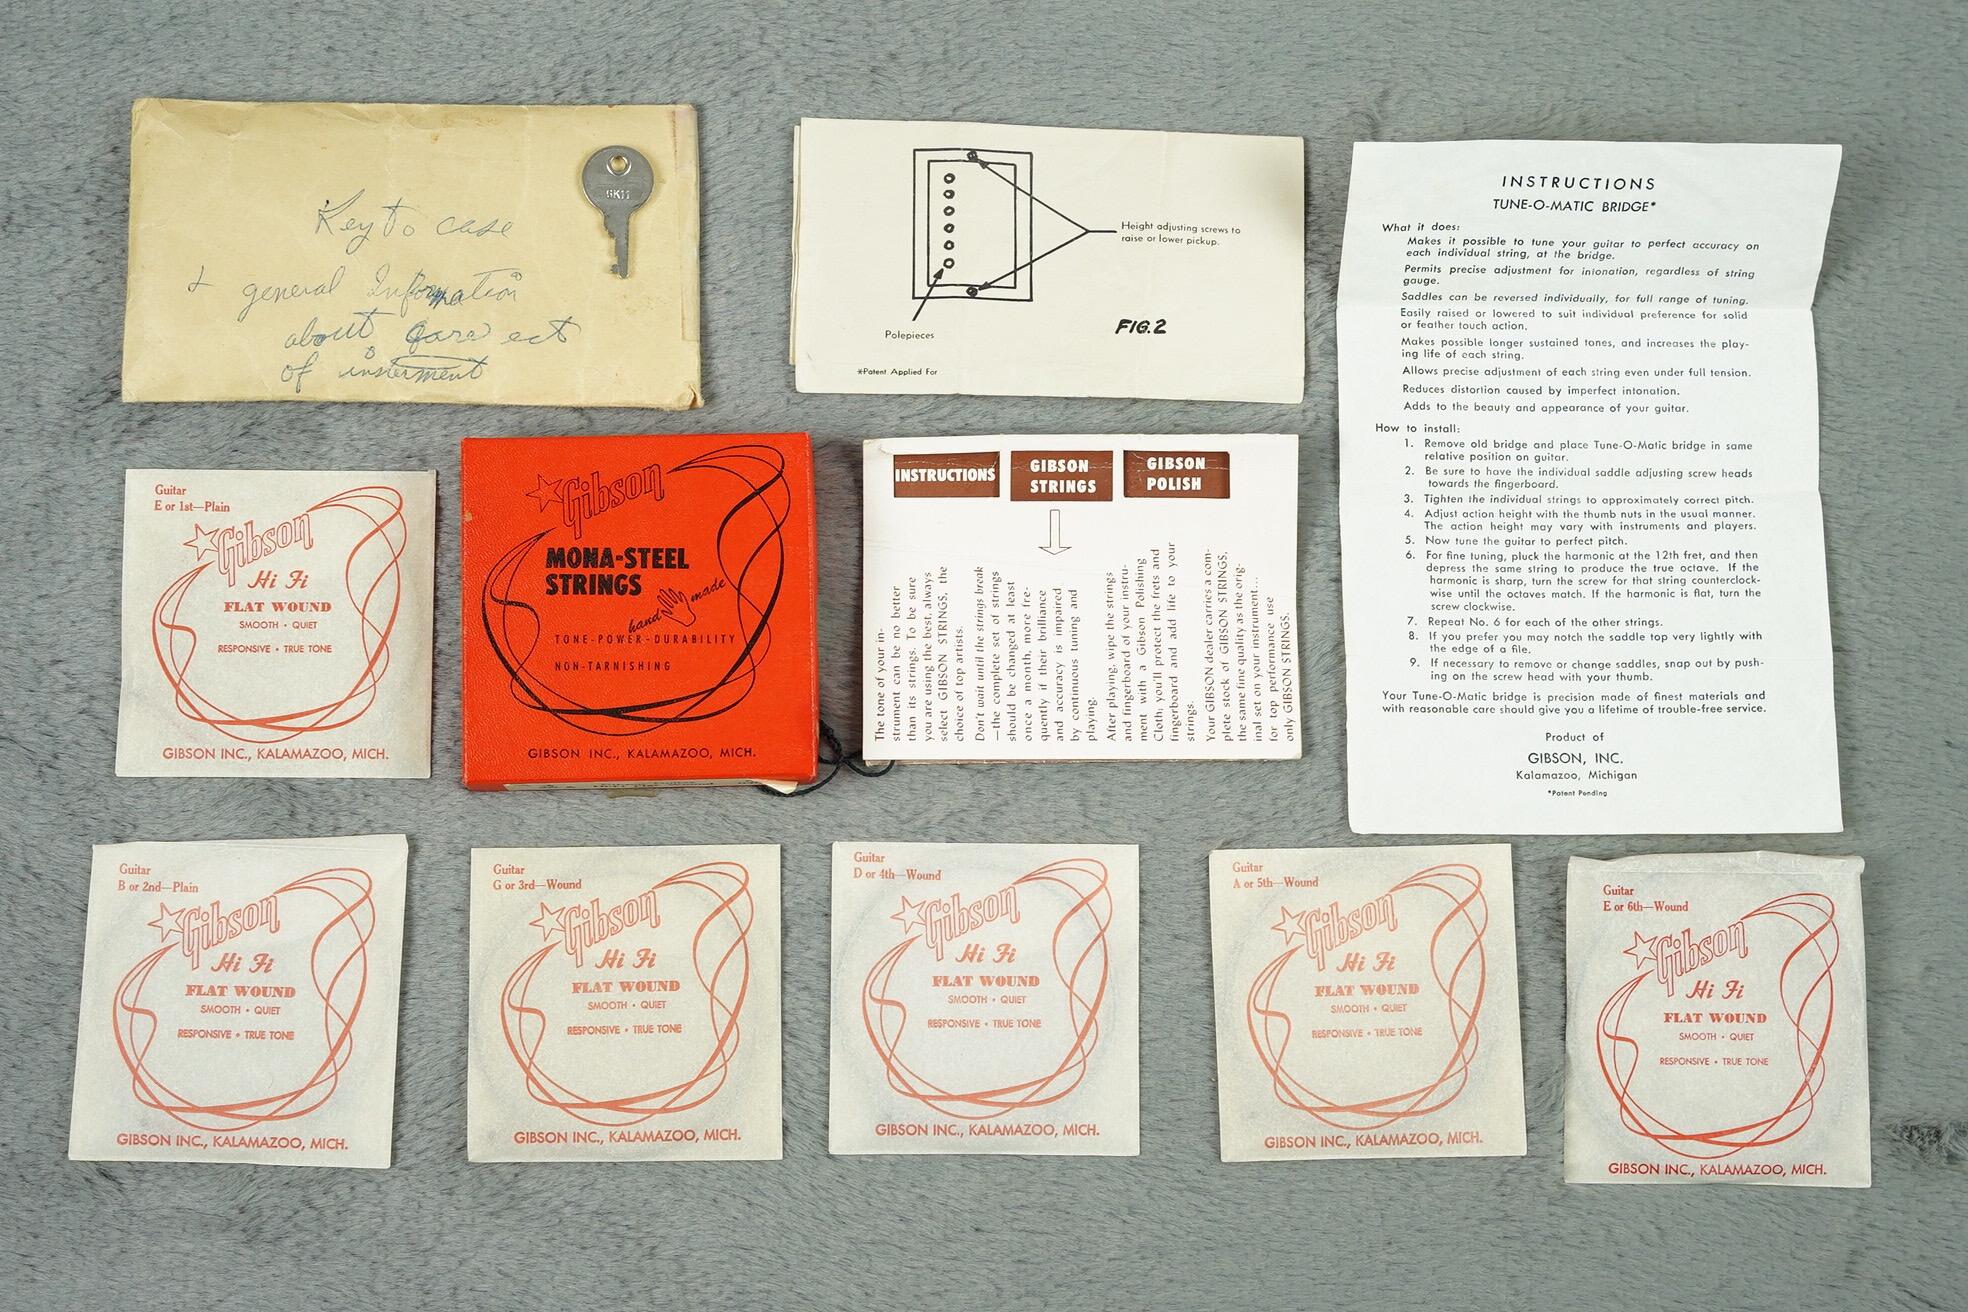 Key to case
& general Information
about care ect
of insterment
GK11
Height adjusting screws to
raise or lower pickup.
Polepieces
FIG. 2
*Patent Applied For
INSTRUCTIONS
TUNE-O-MATIC BRIDGE*
What it does:
Makes it possible to tune your guitar to perfect accuracy on
each individual string, at the bridge.
Permits precise adjustment for intonation, regardless of string
gauge.
Saddles can be reversed individually, for full range of tuning.
Easily raised or lowered to suit individual preference for solid
or feather touch action.
Makes possible longer sustained tones, and increases the play-
ing life of each string.
Allows precise adjustment of each string even under full tension.
Reduces distortion caused by imperfect intonation.
Adds to the beauty and appearance of your guitar.
How to install:
1. Remove old bridge and place Tune-O-Matic bridge in same
relative position on guitar.
2. Be sure to have the individual saddle adjusting screw heads
towards the fingerboard.
3. Tighten the individual strings to approximately correct pitch.
4. Adjust action height with the thumb nuts in the usual manner.
The action height may vary with instruments and players.
5. Now tune the guitar to perfect pitch.
6. For fine tuning, pluck the harmonic at the 12th fret, and then
depress the same string to produce the true octave. If the
harmonic is sharp, turn the screw for that string counterclock-
wise until the octaves match. If the harmonic is flat, turn the
screw clockwise.
7. Repeat No. 6 for each of the other strings.
8. If you prefer you may notch the saddle top very lightly with
the edge of a file.
9. If necessary to remove or change saddles, snap out by push-
ing on the screw head with your thumb.
Your Tune-O-Matic bridge is precision made of finest materials and
with reasonable care should give you a lifetime of trouble-free service.
Product of
GIBSON, INC.
Kalamazoo, Michigan
*Patent Pending
Guitar
E or 1st—Plain
Gibson
Hi Fi
FLAT WOUND
SMOOTH • QUIET
RESPONSIVE • TRUE TONE
GIBSON INC., KALAMAZOO, MICH.
Gibson
MONA-STEEL
STRINGS
hand made
TONE-POWER-DURABILITY
NON-TARNISHING
GIBSON INC., KALAMAZOO, MICH.
INSTRUCTIONS
GIBSON
STRINGS
GIBSON
POLISH
The tone of your in-
strument can be no better
than its strings. To be sure
you are using the best, always
select GIBSON STRINGS, the
choice of top artists.
Don't wait until the strings break
—the complete set of strings
should be changed at least
once a month, more fre-
quently if their brilliance
and accuracy is impaired
by continuous tuning and
playing.
After playing, wipe the strings
and fingerboard of your instru-
ment with a Gibson Polishing
Cloth, you'll protect the frets and
fingerboard and add life to your
strings.
Your GIBSON dealer carries a com-
plete stock of GIBSON STRINGS,
the same fine quality as the orig-
inal set on your instrument....
for top performance use
only GIBSON STRINGS.
Guitar
B or 2nd—Plain
Gibson
Hi Fi
FLAT WOUND
SMOOTH • QUIET
RESPONSIVE • TRUE TONE
GIBSON INC., KALAMAZOO, MICH.
Guitar
G or 3rd—Wound
Gibson
Hi Fi
FLAT WOUND
SMOOTH • QUIET
RESPONSIVE • TRUE TONE
GIBSON INC., KALAMAZOO, MICH.
Guitar
D or 4th—Wound
Gibson
Hi Fi
FLAT WOUND
SMOOTH • QUIET
RESPONSIVE • TRUE TONE
GIBSON INC., KALAMAZOO, MICH.
Guitar
A or 5th—Wound
Gibson
Hi Fi
FLAT WOUND
SMOOTH • QUIET
RESPONSIVE • TRUE TONE
GIBSON INC., KALAMAZOO, MICH.
Guitar
E or 6th—Wound
Gibson
Hi Fi
FLAT WOUND
SMOOTH • QUIET
RESPONSIVE • TRUE TONE
GIBSON INC., KALAMAZOO, MICH.